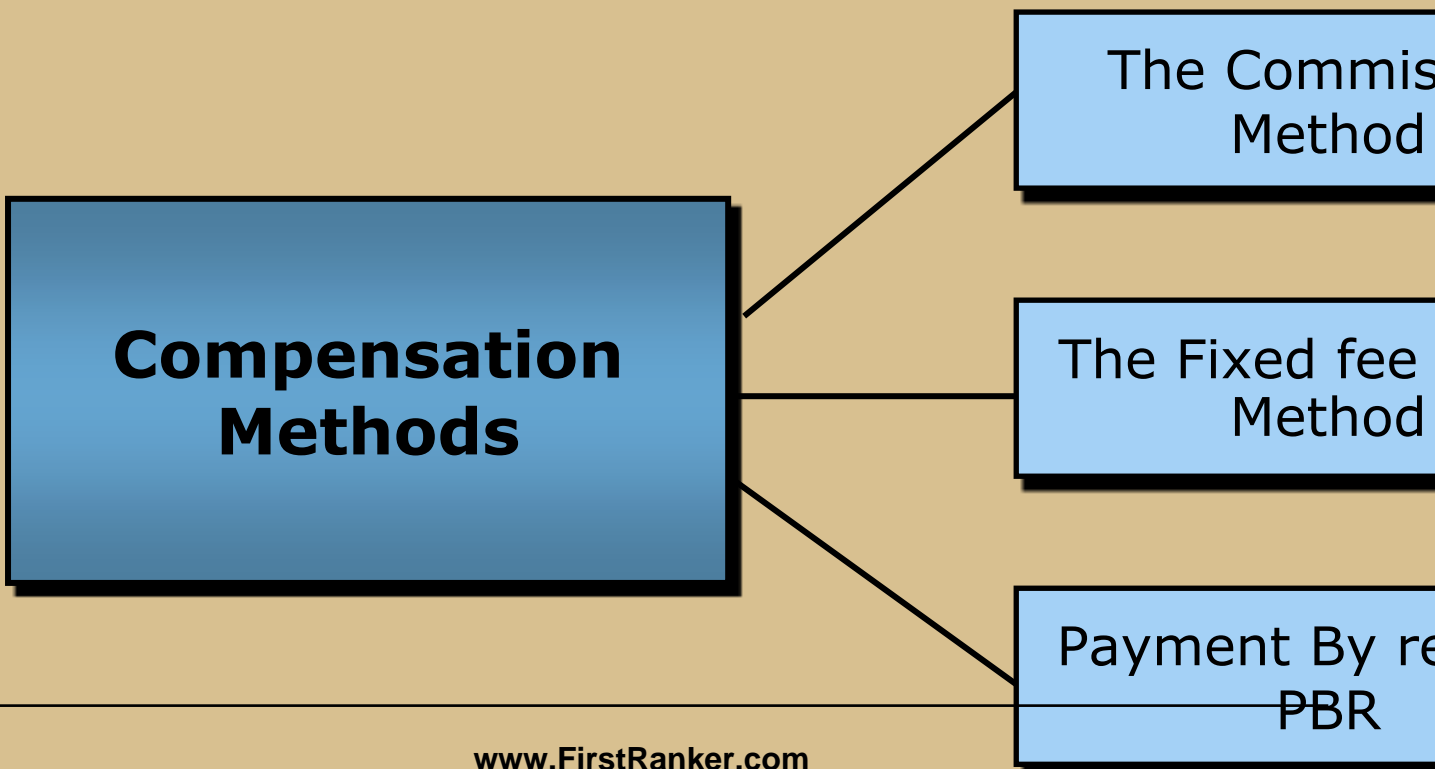 The Commis
Method
Compensation
Methods
The Fixed fee
Method
Payment By re
PBR
www.FirstRanker.com